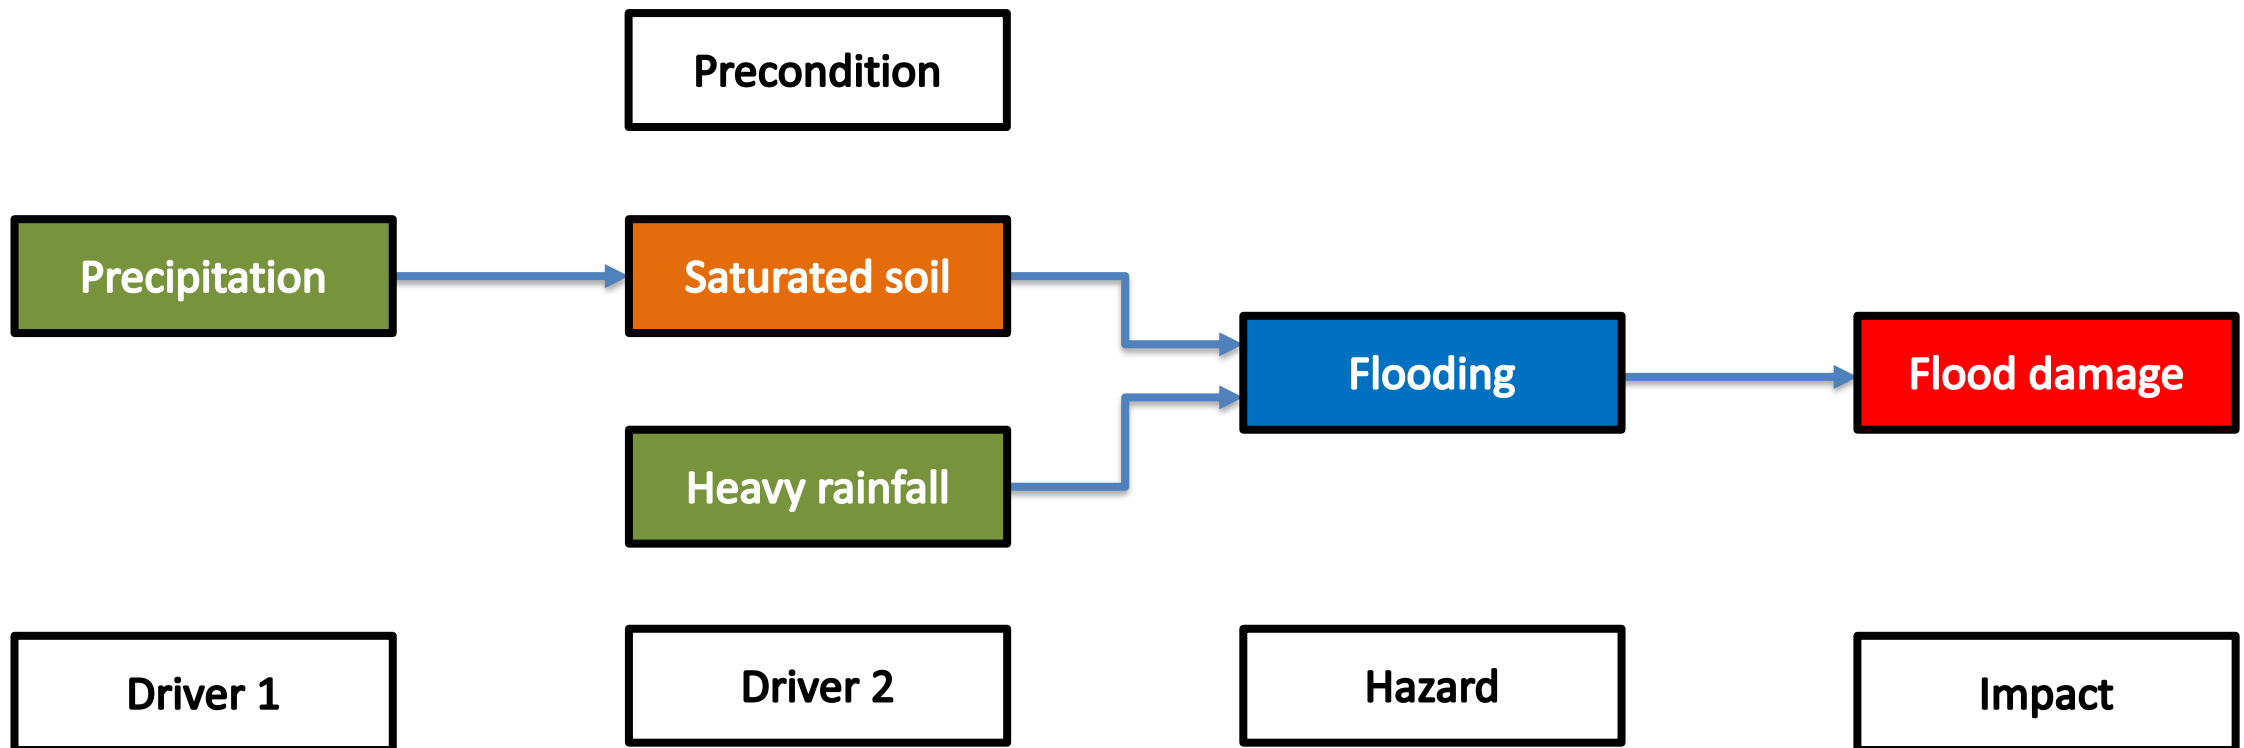 Precondition
Precipitation
Saturated soil
Flooding
Flood damage
Heavy rainfall
Driver 1
Driver 2
Hazard
Impact